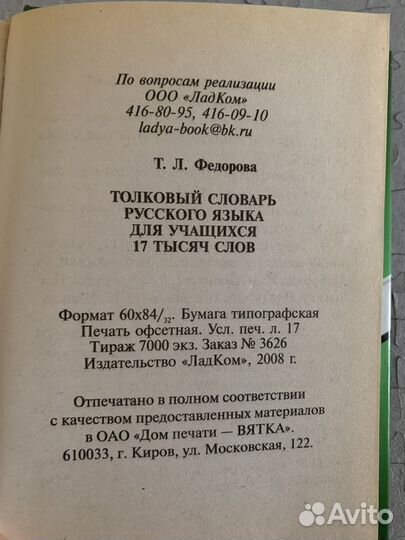 По вопросам реализации
ООО «ЛадКом»
416-80-95, 416-09-10
ladya-book@bk.ru
Т. Л. Федорова
ТОЛКОВЫЙ СЛОВАРЬ
РУССКОГО ЯЗЫКА
ДЛЯ УЧАЩИХСЯ
17 ТЫСЯЧ СЛОВ
Формат 60х84/32. Бумага типографская
Печать офсетная. Усл. печ. л. 17
Тираж 7000 экз. Заказ № 3626
Издательство «ЛадКом», 2008 г.
Отпечатано в полном соответствии
с качеством предоставленных материалов
в ОАО «Дом печати — ВЯТКА».
610033, г. Киров, ул. Московская, 122.
Avito